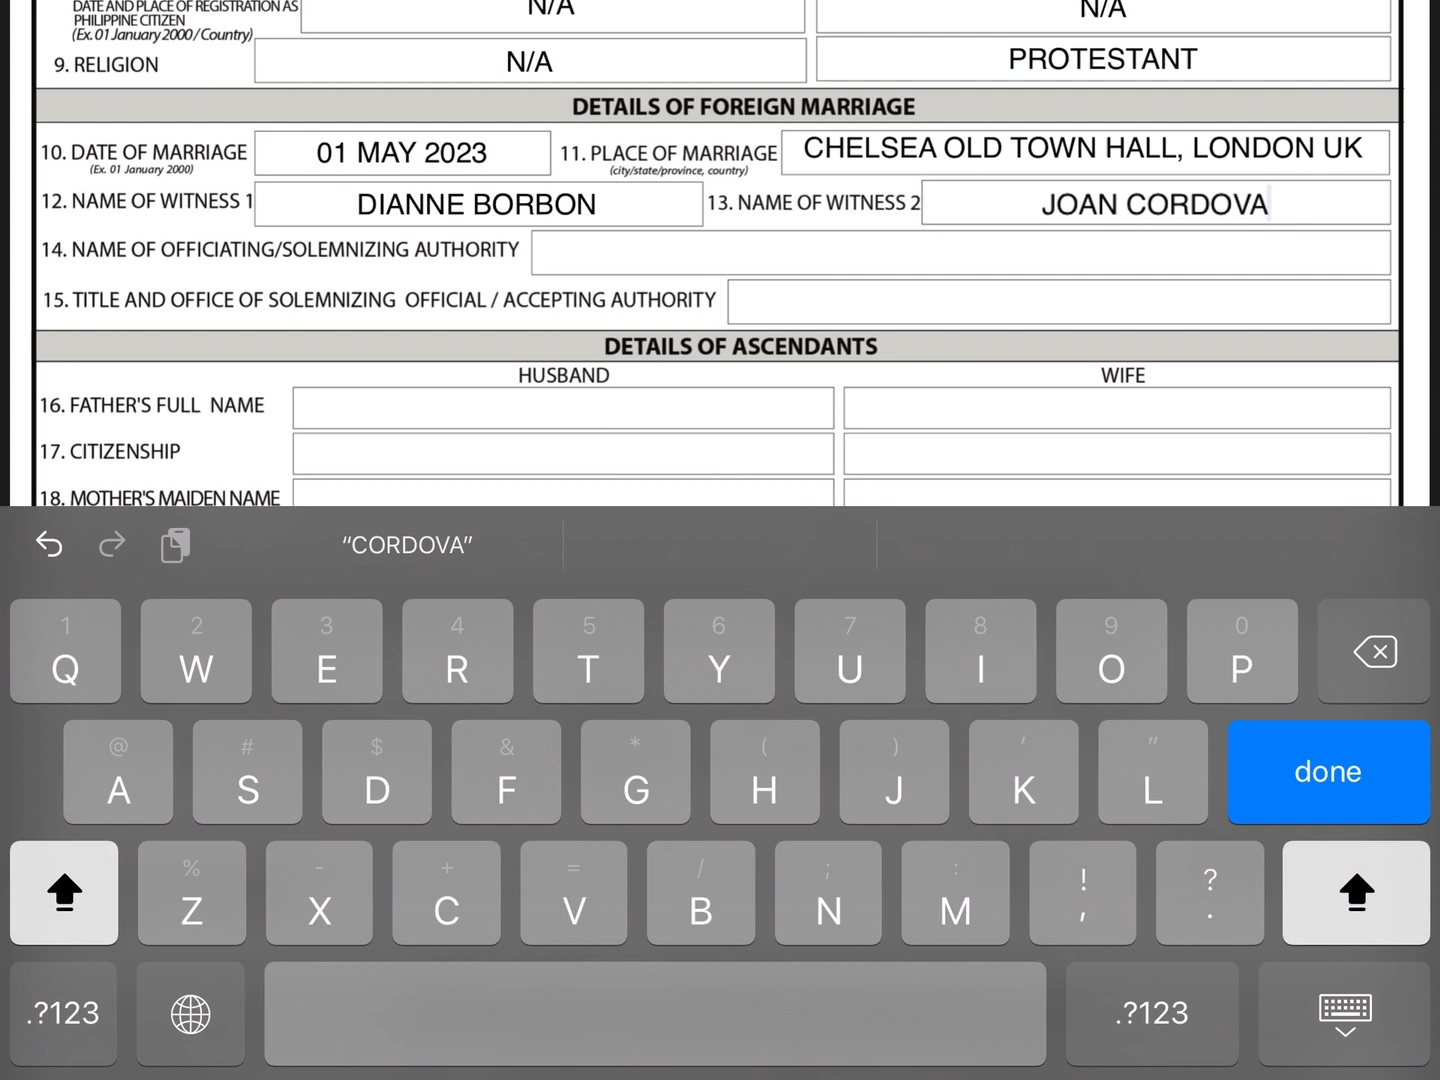 DATE AND PLACE OF REGISTRATION AS N/A N/A
PHILIPPINE CITIZEN
(Ex. 01 January 2000 / Country)
9. RELIGION N/A PROTESTANT
DETAILS OF FOREIGN MARRIAGE
10. DATE OF MARRIAGE 01 MAY 2023 11. PLACE OF MARRIAGE CHELSEA OLD TOWN HALL, LONDON UK
(Ex. 01 January 2000) (city/state/province, country)
12. NAME OF WITNESS 1 DIANNE BORBON 13. NAME OF WITNESS 2 JOAN CORDOVA
14. NAME OF OFFICIATING/SOLEMNIZING AUTHORITY
15. TITLE AND OFFICE OF SOLEMNIZING OFFICIAL / ACCEPTING AUTHORITY
DETAILS OF ASCENDANTS
HUSBAND WIFE
16. FATHER'S FULL NAME
17. CITIZENSHIP
18. MOTHER'S MAIDEN NAME
“CORDOVA”
1 2 3 4 5 6 7 8 9 0
Q W E R T Y U I O P
@ # $ & * ( ) ' "
A S D F G H J K L done
% - + = / ; : ! ?
Z X C V B N M , .
.?123 .?123